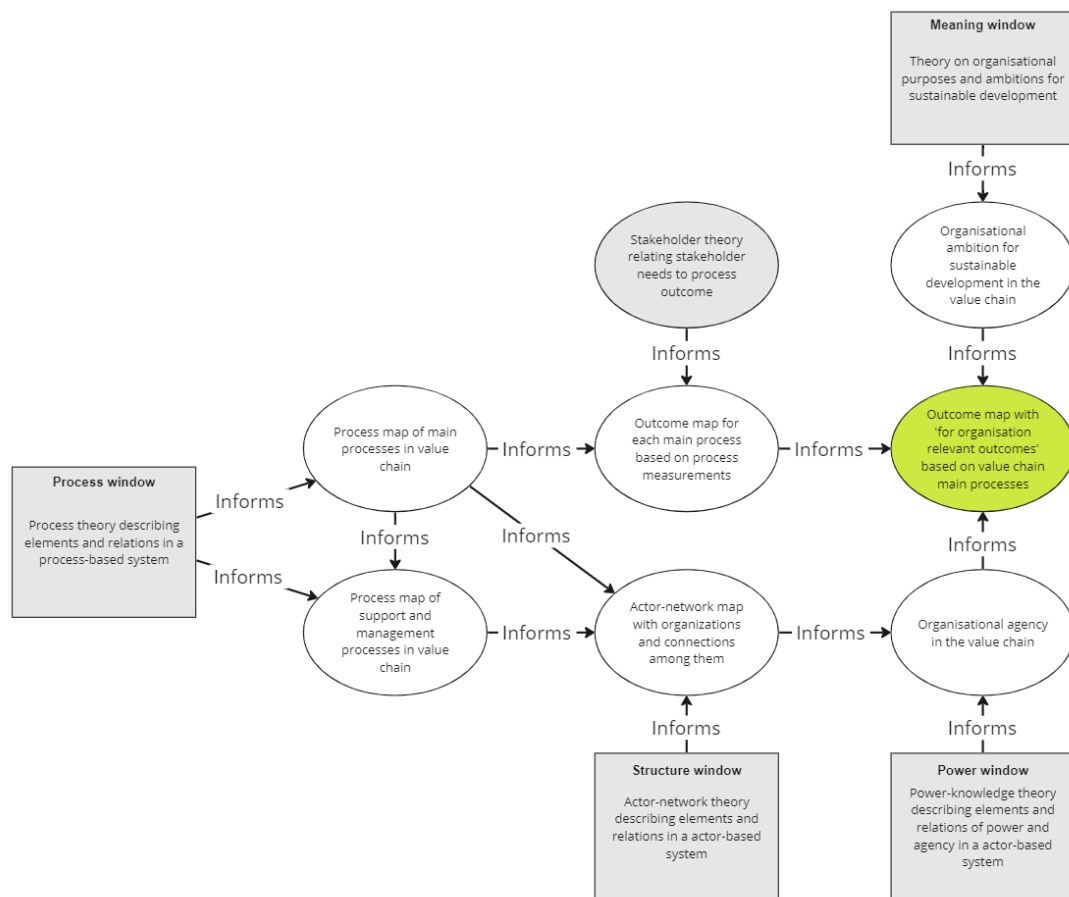 Meaning window
Theory on organisational
purposes and ambitions for
sustainable development
Informs
Stakeholder theory
relating stakeholder
needs to process
outcome
Organisational
ambition for
sustainable
development in the
value chain
Informs
Informs
Process map of main
processes in value
chain
Informs
Outcome map for
each main process
based on process
measurements
Informs
Outcome map with
'for organisation
relevant outcomes'
based on value chain
main processes
Process window
Process theory describing
elements and relations in a
process-based system
Informs
Informs
Informs
Informs
Informs
Process map of
support and
management
processes in value
chain
Informs
Actor-network map
with organizations
and connections
among them
Informs
Organisational agency
in the value chain
Informs
Informs
Structure window
Actor-network theory
describing elements and
relations in a actor-based
system
Power window
Power-knowledge theory
describing elements and
relations of power and
agency in a actor-based
system